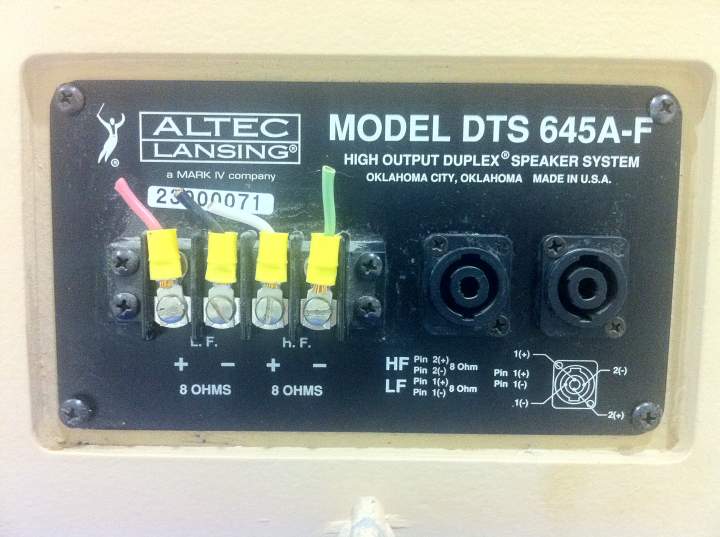 ALTEC
LANSING®
a MARK IV company
MODEL DTS 645A-F
HIGH OUTPUT DUPLEX® SPEAKER SYSTEM
OKLAHOMA CITY, OKLAHOMA MADE IN U.S.A.
®
L. F. H. F.
+ − + −
8 OHMS 8 OHMS
HF Pin 2(+) 8 Ohm
Pin 2(-)
LF Pin 1(+) 8 Ohm
Pin 1(-)
1(+)
2(-)
Pin 1(+)
Pin 1(-)
1(-)
2(+)